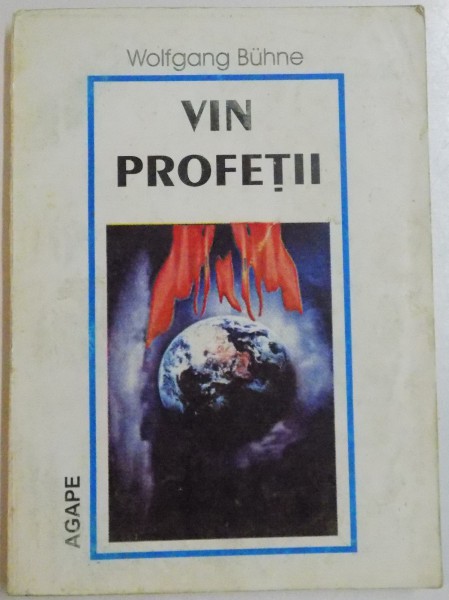 Wolfgang Bühne
VIN
PROFEȚII
AGAPE